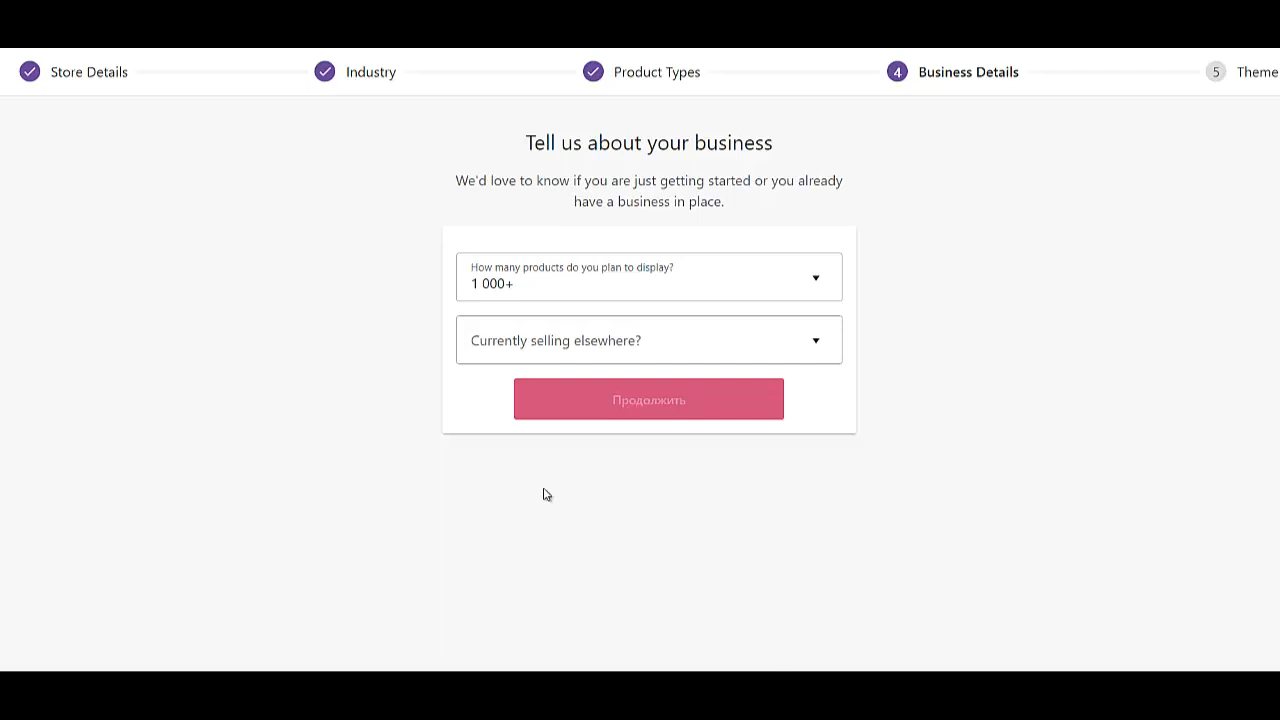 Store Details Industry Product Types 4 Business Details 5 Theme
Tell us about your business
We'd love to know if you are just getting started or you already
have a business in place.
How many products do you plan to display?
1 000+
Currently selling elsewhere?
Продолжить